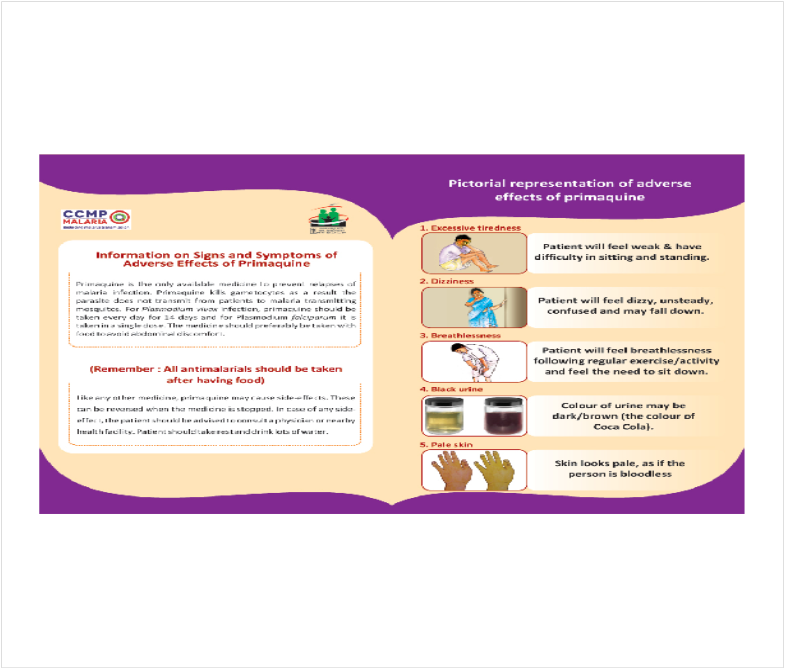 CCMP
MALARIA
Information on Signs and Symptoms of
Adverse Effects of Primaquine
Primaquine is the only available medicine to prevent relapses of
malaria infection. Primaquine kills gametocytes as a result the
parasite does not transmit from patients to malaria transmitting
mosquitoes. For Plasmodium vivax infection, primaquine should be
taken every day for 14 days and for Plasmodium falciparum it is
taken in a single dose. The medicine should preferably be taken with
food to avoid abdominal discomfort.
(Remember : All antimalarials should be taken
after having food)
Like any other medicine, primaquine may cause side-effects. These
can be reversed when the medicine is stopped. In case of any side-
effect, the patient should be advised to consult a physician or nearby
health facility. Patient should take rest and drink lots of water.
Pictorial representation of adverse
effects of primaquine
1. Excessive tiredness
Patient will feel weak & have
difficulty in sitting and standing.
2. Dizziness
Patient will feel dizzy, unsteady,
confused and may fall down.
3. Breathlessness
Patient will feel breathlessness
following regular exercise/activity
and feel the need to sit down.
4. Black urine
Colour of urine may be
dark/brown (the colour of
Coca Cola).
5. Pale skin
Skin looks pale, as if the
person is bloodless